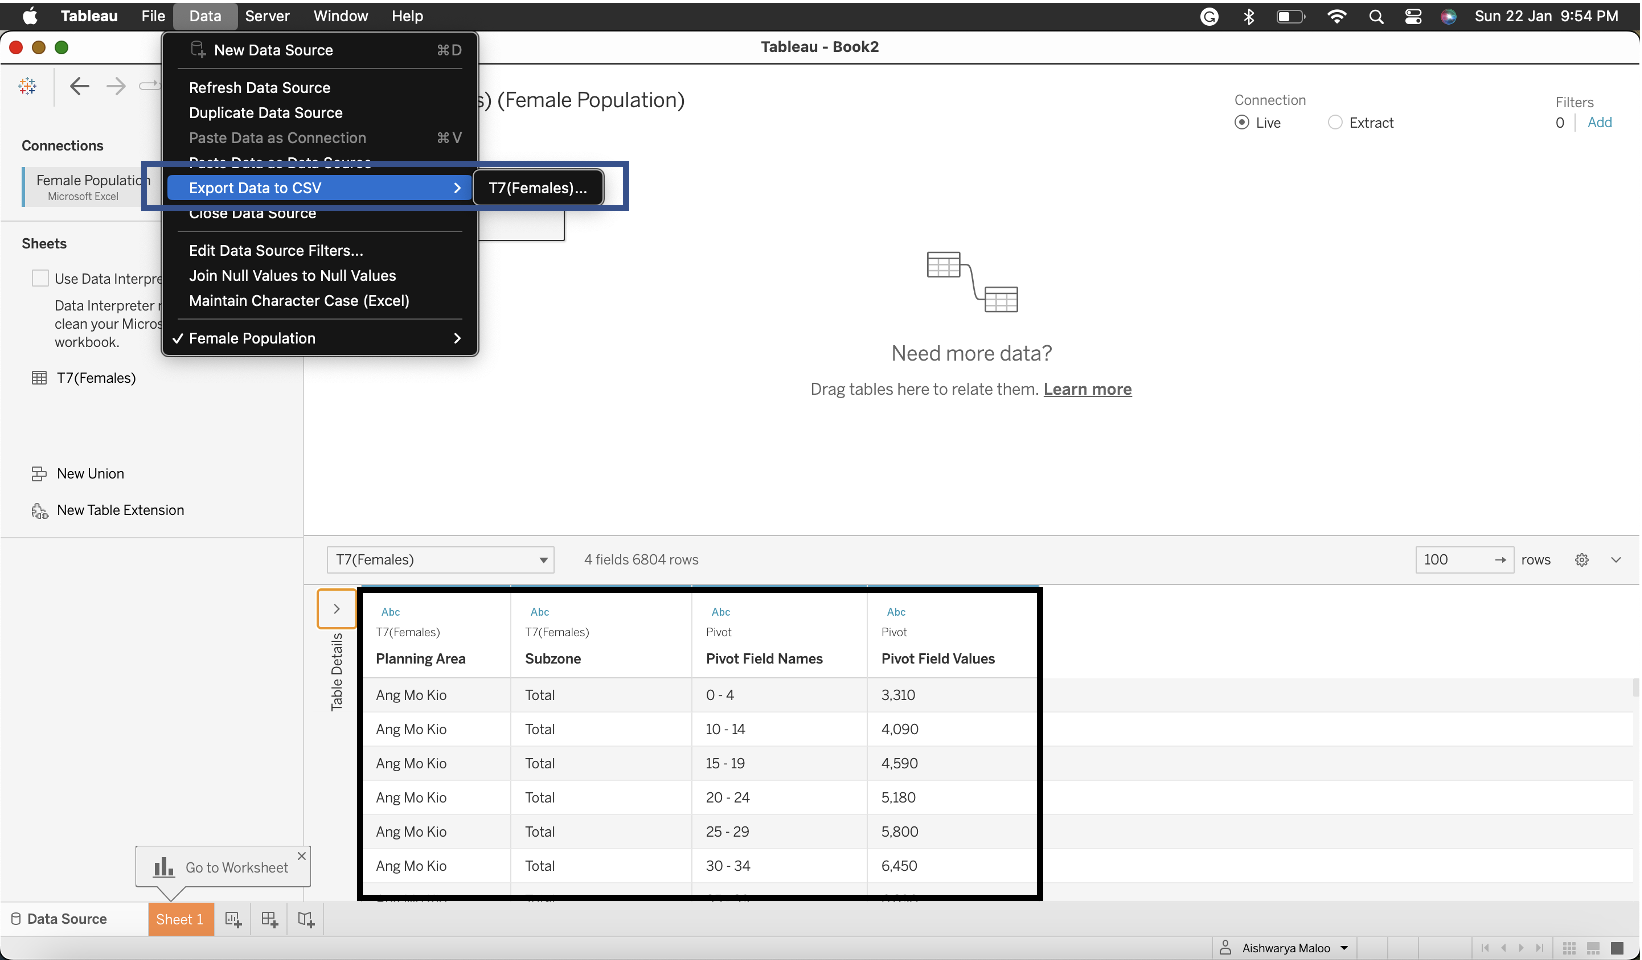 Tableau File Data Server Window Help Sun 22 Jan 9:54 PM
Tableau - Book2
New Data Source ⌘D
Refresh Data Source
Duplicate Data Source
Paste Data as Connection ⌘V
Paste Data as Data Source
Export Data to CSV
T7(Females)...
Close Data Source
Edit Data Source Filters...
Join Null Values to Null Values
Maintain Character Case (Excel)
✓ Female Population
s) (Female Population)
Connection
Live Extract
Filters
0 Add
Connections
Female Population
Microsoft Excel
Sheets
Use Data Interpre
Data Interpreter
clean your Micros
workbook.
T7(Females)
New Union
New Table Extension
Need more data?
Drag tables here to relate them. Learn more
T7(Females) 4 fields 6804 rows 100 → rows
Table Details
Abc Abc Abc Abc
T7(Females) T7(Females) Pivot Pivot
Planning Area Subzone Pivot Field Names Pivot Field Values
Ang Mo Kio Total 0 - 4 3,310
Ang Mo Kio Total 10 - 14 4,090
Ang Mo Kio Total 15 - 19 4,590
Ang Mo Kio Total 20 - 24 5,180
Ang Mo Kio Total 25 - 29 5,800
Ang Mo Kio Total 30 - 34 6,450
Go to Worksheet
Data Source Sheet 1
Aishwarya Maloo